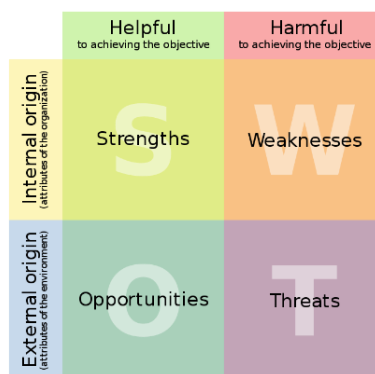 Helpful
to achieving the objective
Harmful
to achieving the objective
Internal origin
(attributes of the organization)
S
Strengths
W
Weaknesses
External origin
(attributes of the environment)
O
Opportunities
T
Threats